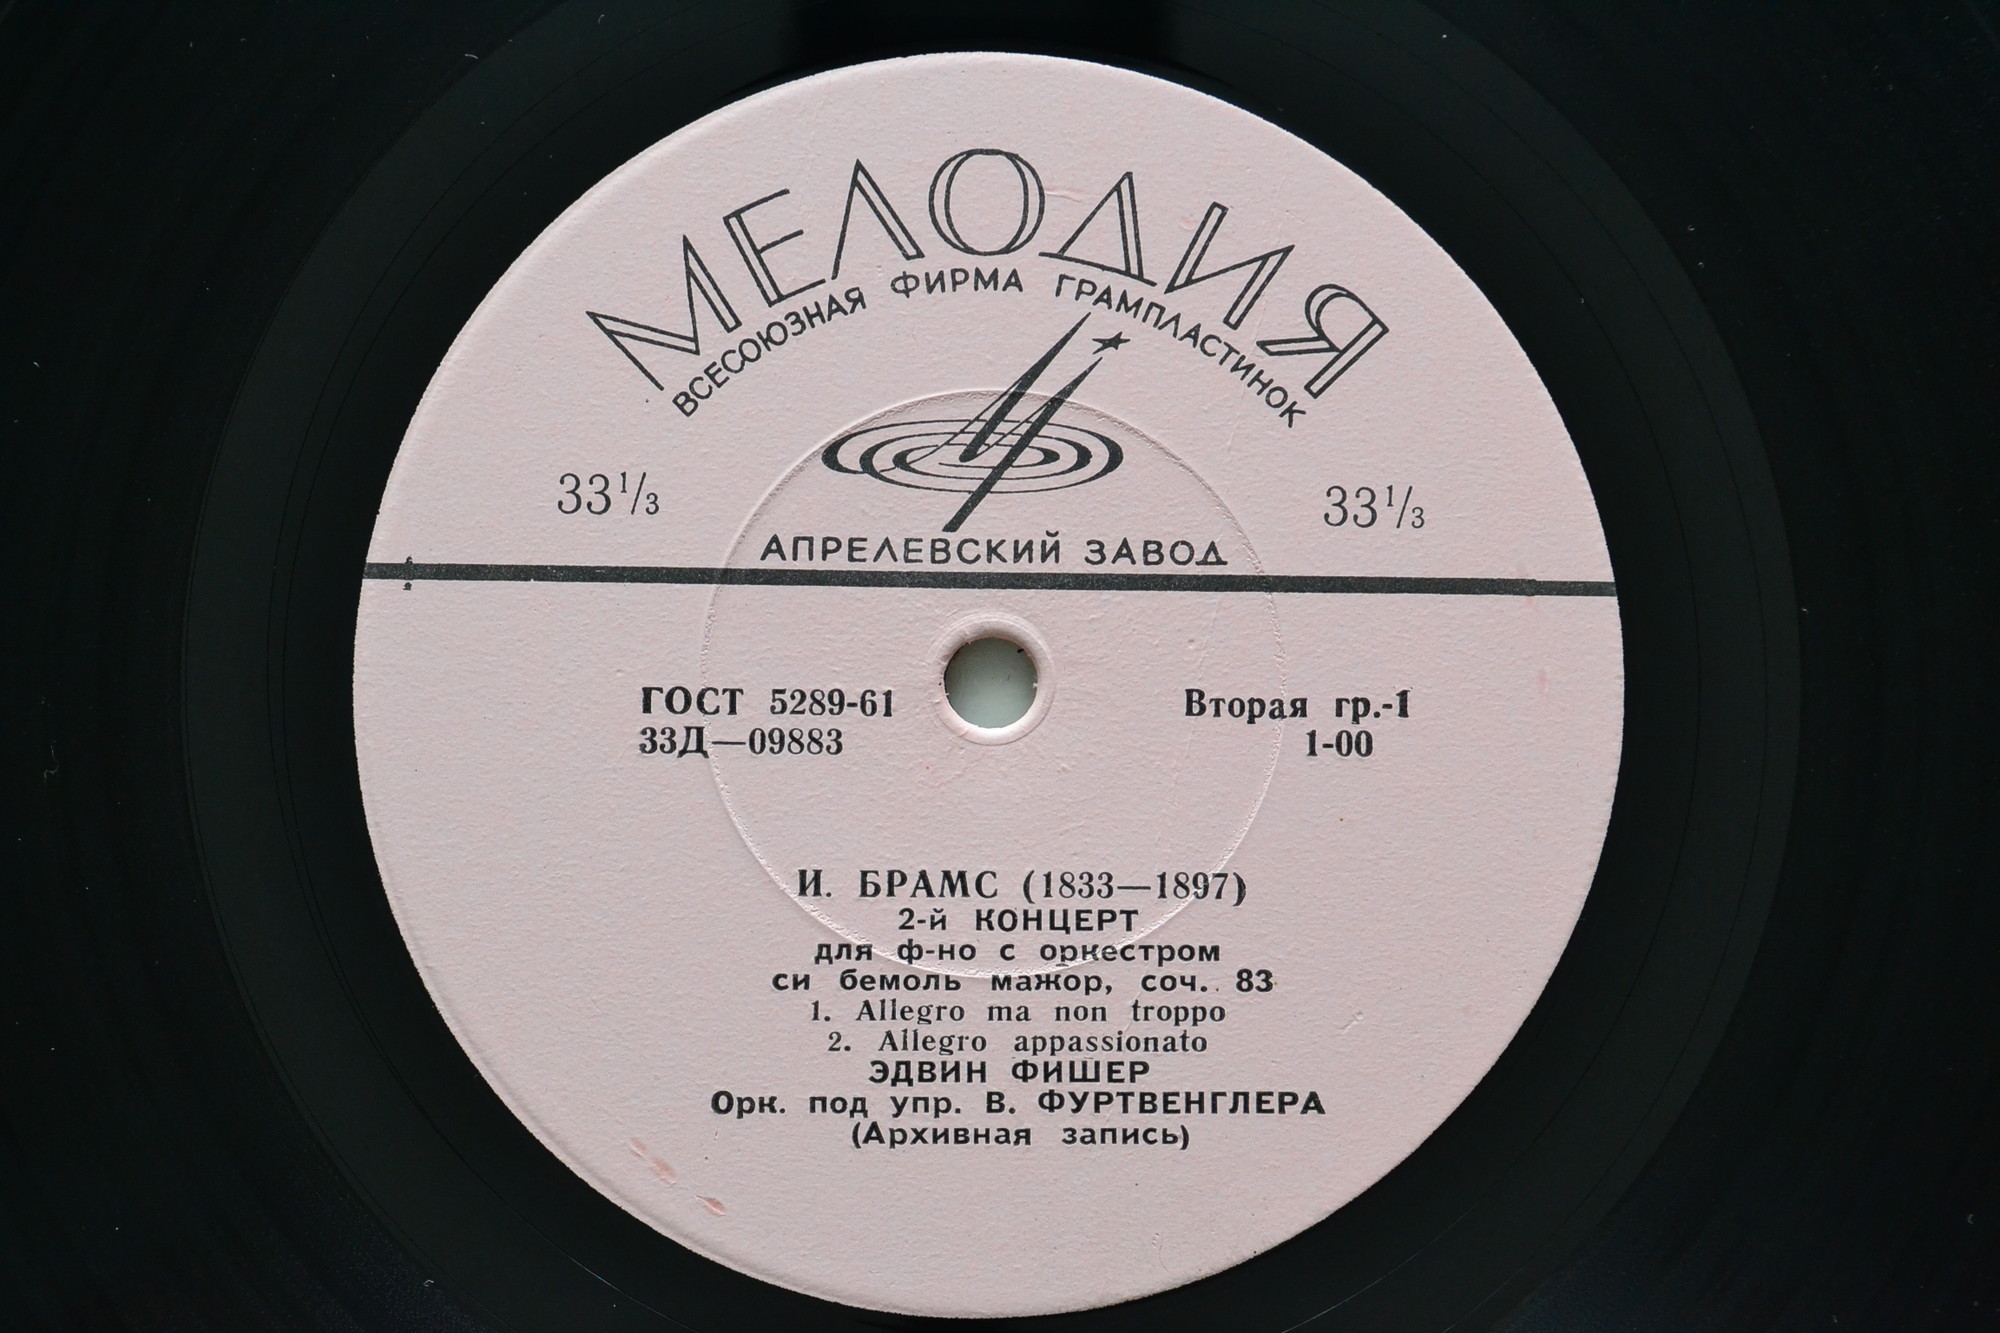 МЕЛОДИЯ
ВСЕСОЮЗНАЯ ФИРМА ГРАМПЛАСТИНОК
33 1/3 33 1/3
АПРЕЛЕВСКИЙ ЗАВОД
ГОСТ 5289-61 Вторая гр.-1
33Д—09883 1-00
И. БРАМС (1833—1897)
2-й КОНЦЕРТ
для ф-но с оркестром
си бемоль мажор, соч. 83
1. Allegro ma non troppo
2. Allegro appassionato
ЭДВИН ФИШЕР
Орк. под упр. В. ФУРТВЕНГЛЕРА
(Архивная запись)